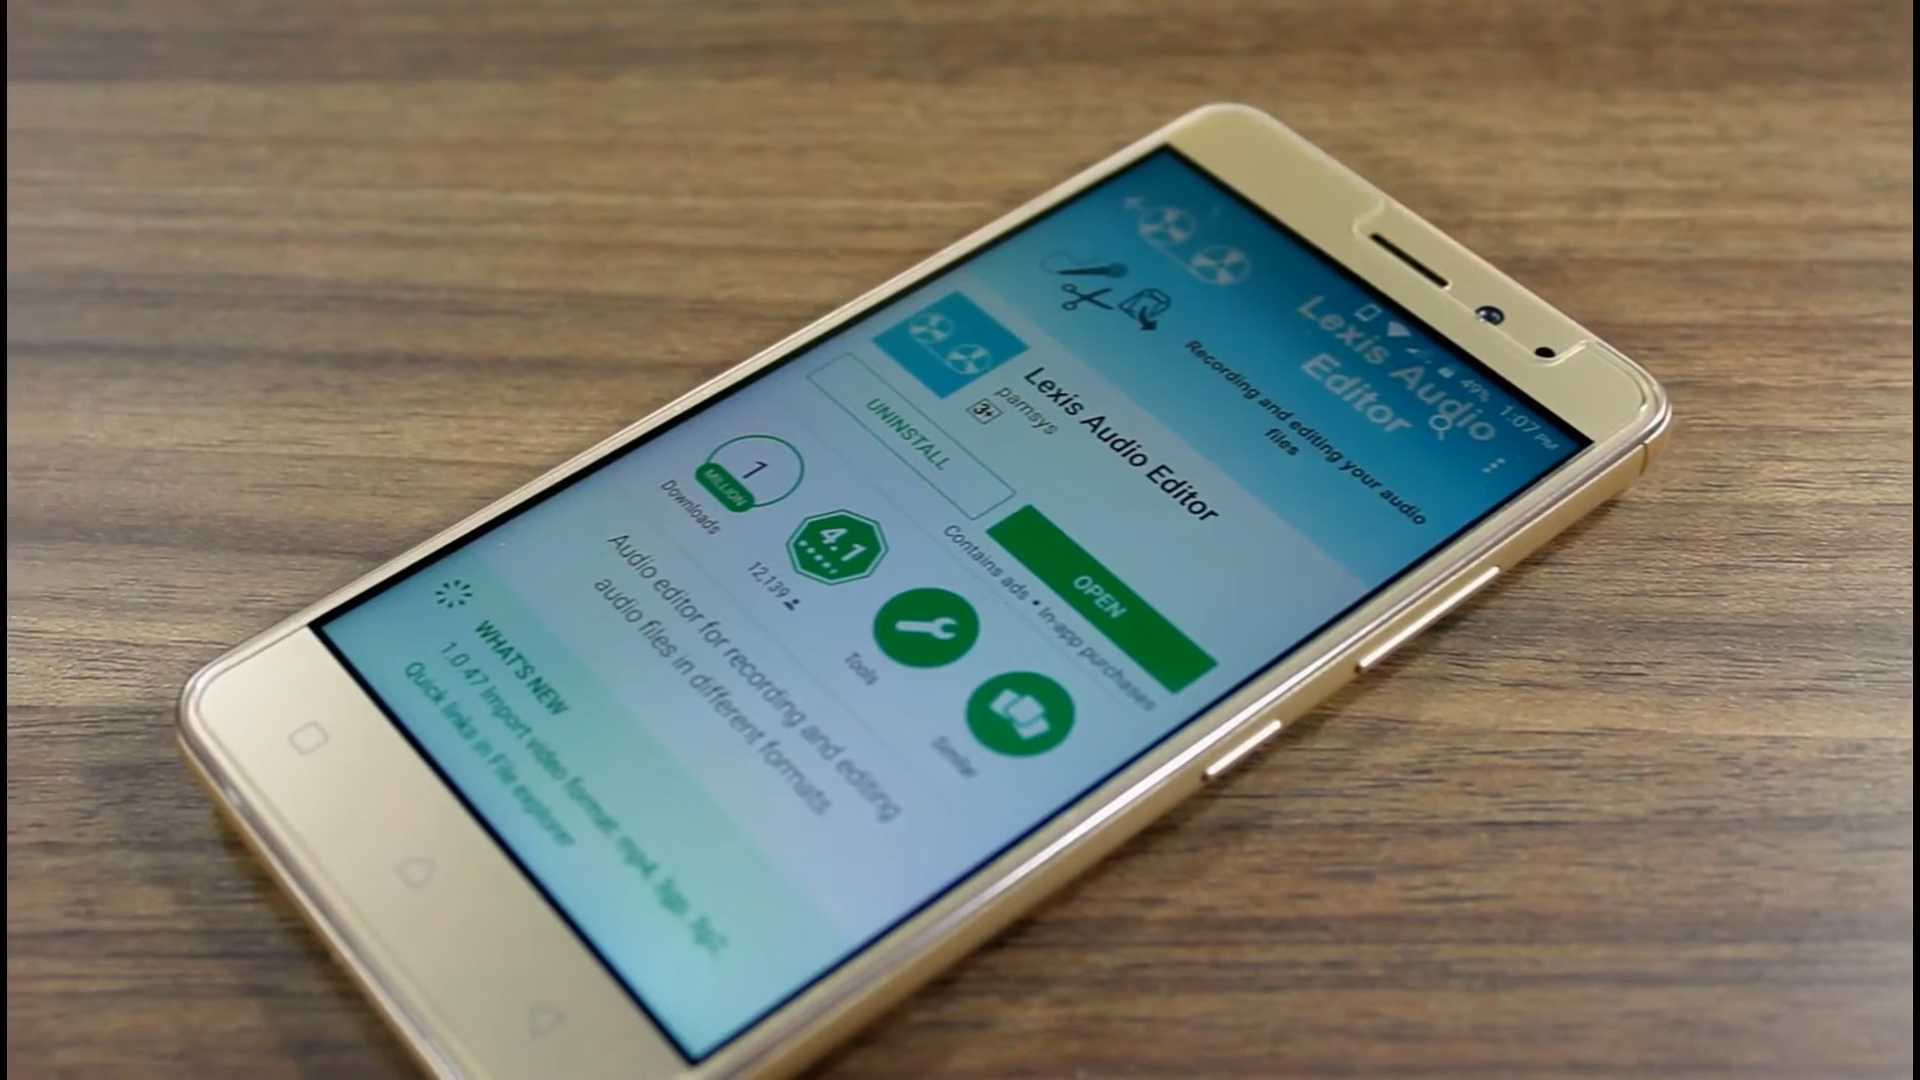 49% 1:07 PM
Lexis Audio
Editor
Recording and editing your audio
files
Lexis Audio Editor
pamsys
3+
UNINSTALL
OPEN
Contains ads • In-app purchases
1
MILLION
Downloads
4.1
12,139
Tools
Similar
Audio editor for recording and editing
audio files in different formats.
WHAT'S NEW
1.0.47 Import video format: mp4, 3gp, 3g2.
Quick links in File explorer